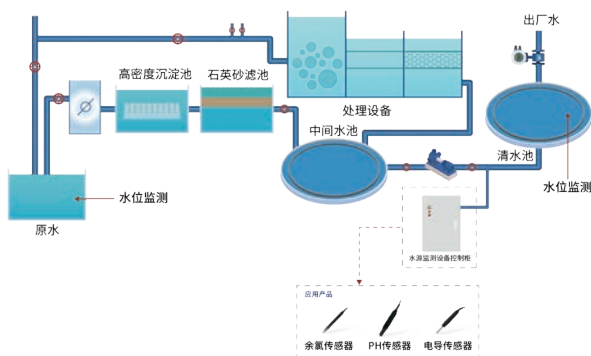 出厂水
高密度沉淀池
石英砂滤池
处理设备
中间水池
清水池
水位监测
水位监测
原水
水源监测设备控制柜
应用产品
余氯传感器
PH传感器
电导传感器